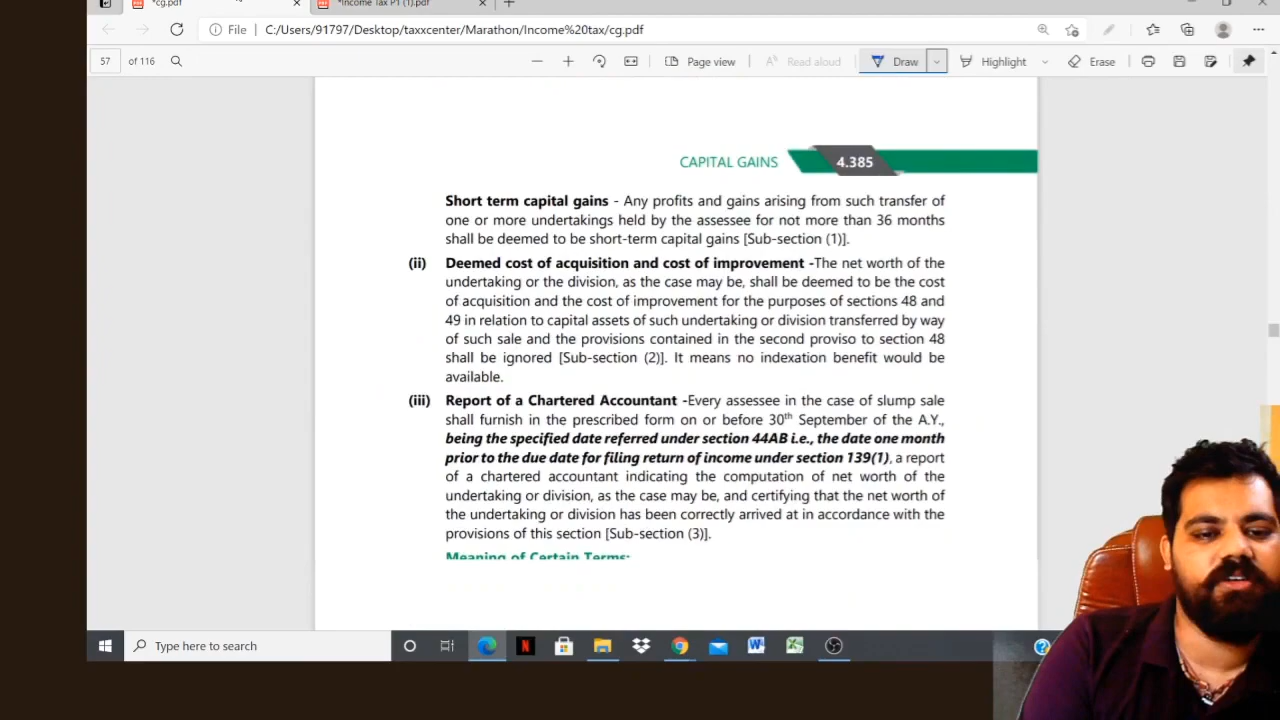 *cg.pdf
*Income Tax P1 (1).pdf
File
C:/Users/91797/Desktop/taxxcenter/Marathon/Income%20tax/cg.pdf
57 of 116
Page view
Read aloud
Draw
Highlight
Erase
CAPITAL GAINS
4.385
Short term capital gains - Any profits and gains arising from such transfer of
one or more undertakings held by the assessee for not more than 36 months
shall be deemed to be short-term capital gains [Sub-section (1)].
(ii) Deemed cost of acquisition and cost of improvement -The net worth of the
undertaking or the division, as the case may be, shall be deemed to be the cost
of acquisition and the cost of improvement for the purposes of sections 48 and
49 in relation to capital assets of such undertaking or division transferred by way
of such sale and the provisions contained in the second proviso to section 48
shall be ignored [Sub-section (2)]. It means no indexation benefit would be
available.
(iii) Report of a Chartered Accountant -Every assessee in the case of slump sale
shall furnish in the prescribed form on or before 30th September of the A.Y.,
being the specified date referred under section 44AB i.e., the date one month
prior to the due date for filing return of income under section 139(1), a report
of a chartered accountant indicating the computation of net worth of the
undertaking or division, as the case may be, and certifying that the net worth of
the undertaking or division has been correctly arrived at in accordance with the
provisions of this section [Sub-section (3)].
Meaning of Certain Terms:
Type here to search